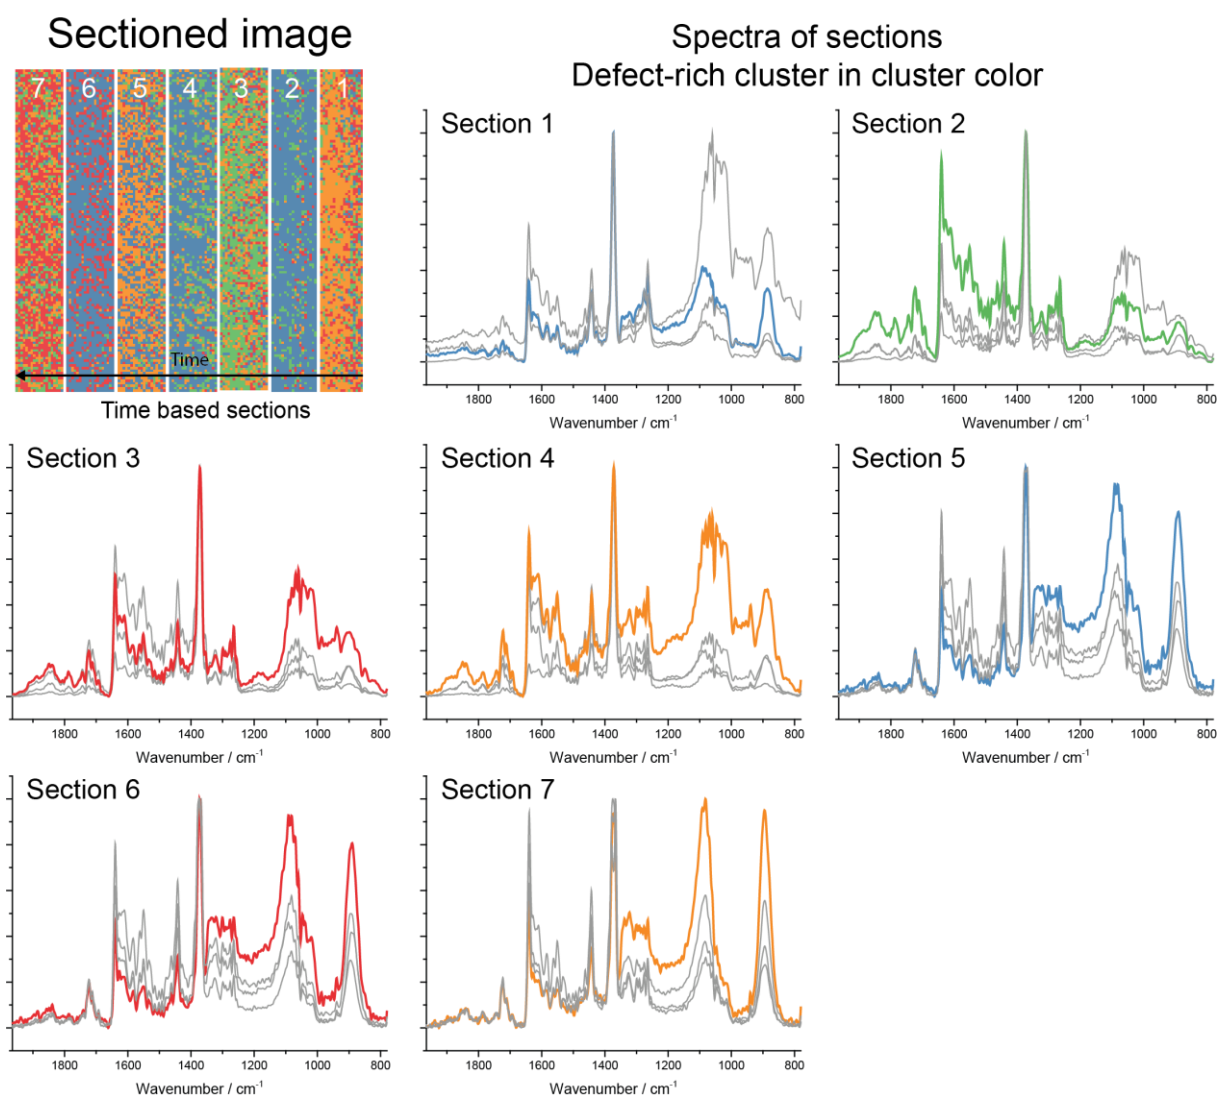 Sectioned image
Spectra of sections
Defect-rich cluster in cluster color
7 6 5 4 3 2 1
Time
Time based sections
Section 1
1800 1600 1400 1200 1000 800
Wavenumber / cm-1
Section 2
1800 1600 1400 1200 1000 800
Wavenumber / cm-1
Section 3
1800 1600 1400 1200 1000 800
Wavenumber / cm-1
Section 4
1800 1600 1400 1200 1000 800
Wavenumber / cm-1
Section 5
1800 1600 1400 1200 1000 800
Wavenumber / cm-1
Section 6
1800 1600 1400 1200 1000 800
Wavenumber / cm-1
Section 7
1800 1600 1400 1200 1000 800
Wavenumber / cm-1